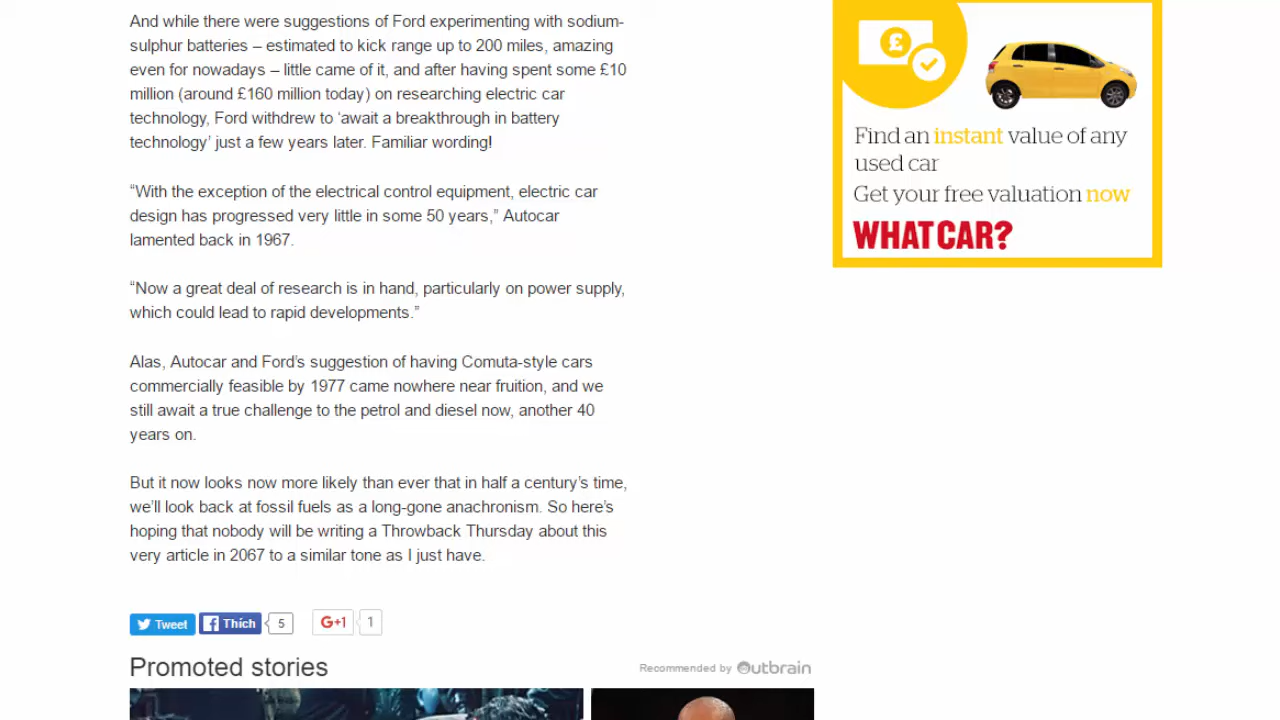 And while there were suggestions of Ford experimenting with sodium-
sulphur batteries – estimated to kick range up to 200 miles, amazing
even for nowadays – little came of it, and after having spent some £10
million (around £160 million today) on researching electric car
technology, Ford withdrew to ‘await a breakthrough in battery
technology’ just a few years later. Familiar wording!
“With the exception of the electrical control equipment, electric car
design has progressed very little in some 50 years,” Autocar
lamented back in 1967.
“Now a great deal of research is in hand, particularly on power supply,
which could lead to rapid developments.”
Alas, Autocar and Ford’s suggestion of having Comuta-style cars
commercially feasible by 1977 came nowhere near fruition, and we
still await a true challenge to the petrol and diesel now, another 40
years on.
But it now looks now more likely than ever that in half a century’s time,
we’ll look back at fossil fuels as a long-gone anachronism. So here’s
hoping that nobody will be writing a Throwback Thursday about this
very article in 2067 to a similar tone as I just have.
Tweet Thích 5 G+1 1
Promoted stories
Recommended by Outbrain
£
Find an instant value of any
used car
Get your free valuation now
WHAT CAR?